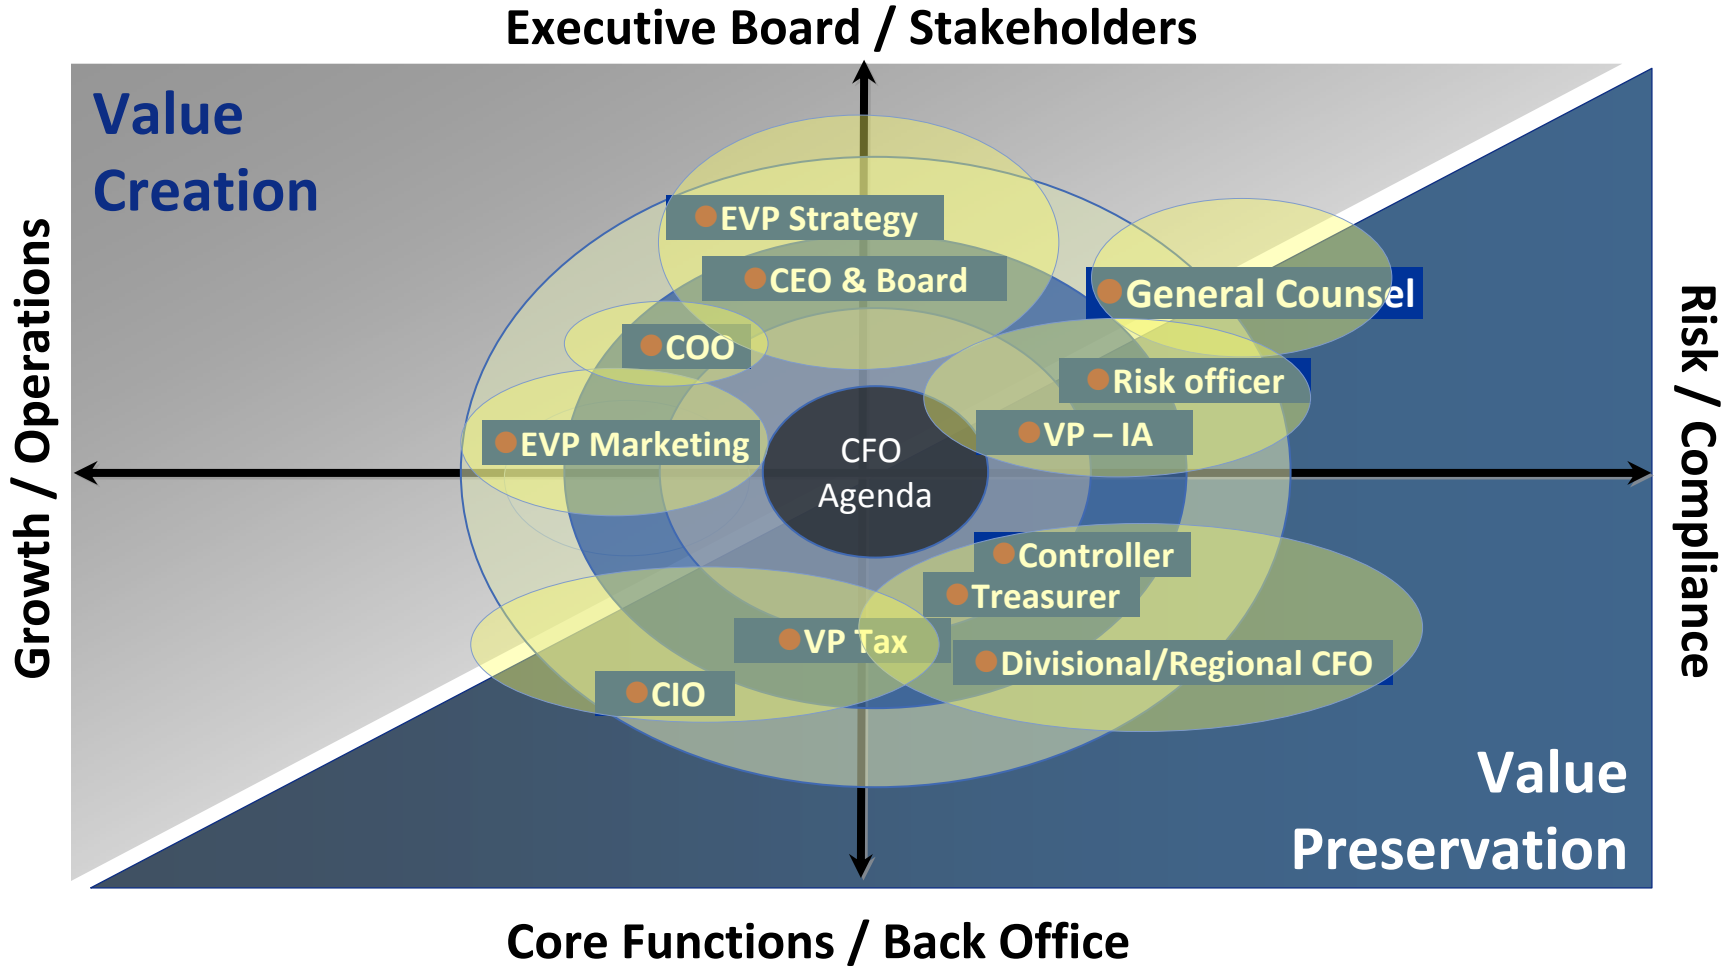 Executive Board / Stakeholders
Value
Creation
EVP Strategy
CEO & Board
General Counsel
COO
Risk officer
EVP Marketing
VP – IA
CFO
Agenda
Growth / Operations
Risk / Compliance
Controller
Treasurer
VP Tax
Divisional/Regional CFO
CIO
Value
Preservation
Core Functions / Back Office